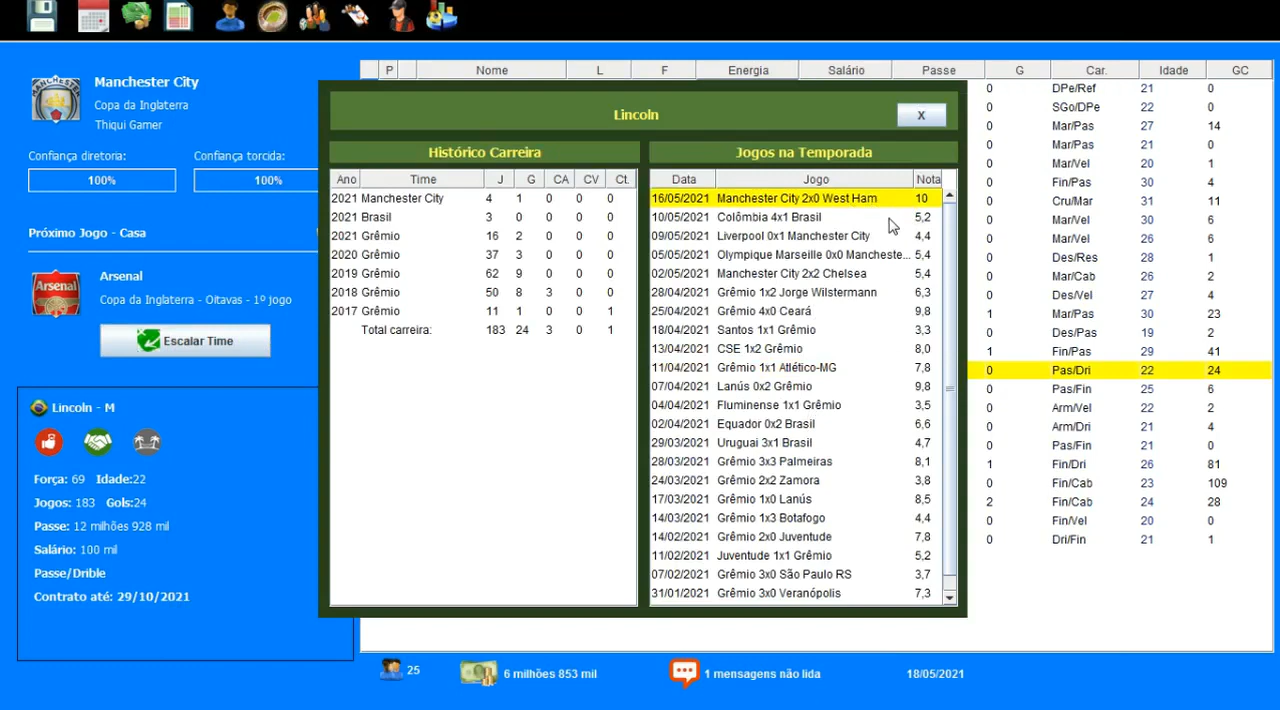 Manchester City
Copa da Inglaterra
Thiqui Gamer
Confiança diretoria:
Confiança torcida:
100%
100%
Próximo Jogo - Casa
Arsenal
Arsenal
Copa da Inglaterra - Oitavas - 1º jogo
Escalar Time
Lincoln - M
Força: 69 Idade:22
Jogos: 183 Gols:24
Passe: 12 milhões 928 mil
Salário: 100 mil
Passe/Drible
Contrato até: 29/10/2021
P Nome L F Energia Salário Passe G Car. Idade GC
Lincoln
X
Histórico Carreira
Ano Time J G CA CV Ct.
2021 Manchester City 4 1 0 0 0
2021 Brasil 3 0 0 0 0
2021 Grêmio 16 2 0 0 0
2020 Grêmio 37 3 0 0 0
2019 Grêmio 62 9 0 0 0
2018 Grêmio 50 8 3 0 0
2017 Grêmio 11 1 0 0 1
Total carreira: 183 24 3 0 1
Jogos na Temporada
Data Jogo Nota
16/05/2021 Manchester City 2x0 West Ham 10
10/05/2021 Colômbia 4x1 Brasil 5,2
09/05/2021 Liverpool 0x1 Manchester City 4,4
05/05/2021 Olympique Marseille 0x0 Mancheste... 5,4
02/05/2021 Manchester City 2x2 Chelsea 5,4
28/04/2021 Grêmio 1x2 Jorge Wilstermann 6,3
25/04/2021 Grêmio 4x0 Ceará 9,8
18/04/2021 Santos 1x1 Grêmio 3,3
13/04/2021 CSE 1x2 Grêmio 8,0
11/04/2021 Grêmio 1x1 Atlético-MG 7,8
07/04/2021 Lanús 0x2 Grêmio 9,8
04/04/2021 Fluminense 1x1 Grêmio 3,5
02/04/2021 Equador 0x2 Brasil 6,6
29/03/2021 Uruguai 3x1 Brasil 4,7
28/03/2021 Grêmio 3x3 Palmeiras 8,1
24/03/2021 Grêmio 2x2 Zamora 3,8
17/03/2021 Grêmio 1x0 Lanús 8,5
14/03/2021 Grêmio 1x3 Botafogo 4,4
14/02/2021 Grêmio 2x0 Juventude 7,8
11/02/2021 Juventude 1x1 Grêmio 5,2
07/02/2021 Grêmio 3x0 São Paulo RS 3,7
31/01/2021 Grêmio 3x0 Veranópolis 7,3
0 DPe/Ref 21 0
0 SGo/DPe 22 0
0 Mar/Pas 27 14
0 Mar/Pas 21 0
0 Mar/Vel 20 1
0 Fin/Pas 30 4
0 Cru/Mar 31 11
0 Mar/Vel 30 6
0 Mar/Vel 26 6
0 Des/Res 28 1
0 Mar/Cab 26 2
0 Des/Vel 27 4
1 Mar/Pas 30 23
0 Des/Pas 19 2
1 Fin/Pas 29 41
0 Pas/Dri 22 24
0 Pas/Fin 25 6
0 Arm/Vel 22 2
0 Arm/Dri 21 4
0 Pas/Fin 21 0
1 Fin/Dri 26 81
0 Fin/Cab 23 109
2 Fin/Cab 24 28
0 Fin/Vel 20 0
0 Dri/Fin 21 1
25
6 milhões 853 mil
1 mensagens não lida
18/05/2021